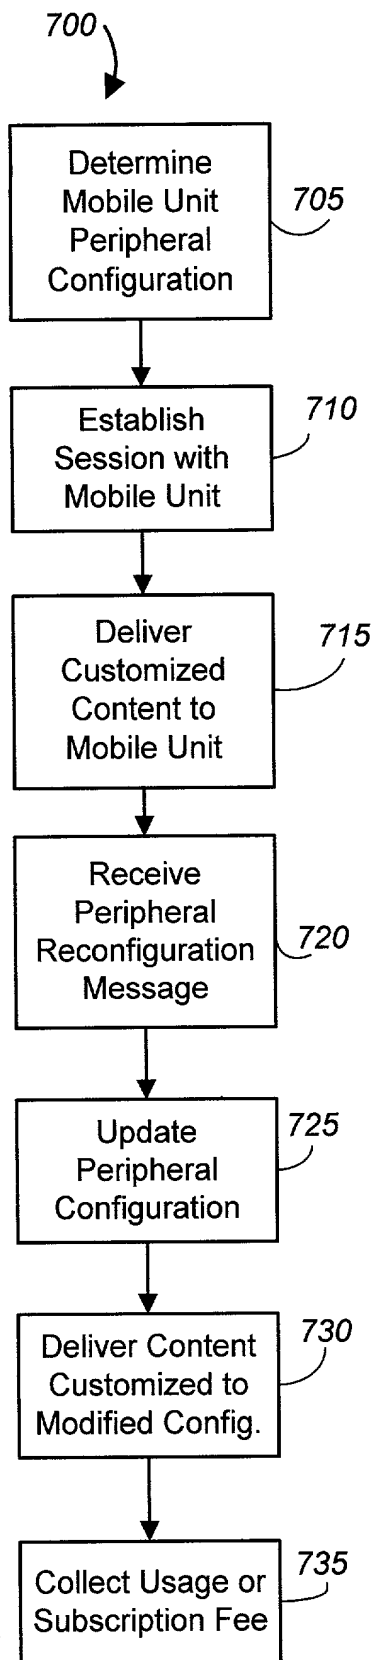 700
Determine
Mobile Unit
Peripheral
Configuration
705
Establish
Session with
Mobile Unit
710
Deliver
Customized
Content to
Mobile Unit
715
Receive
Peripheral
Reconfiguration
Message
720
Update
Peripheral
Configuration
725
Deliver Content
Customized to
Modified Config.
730
Collect Usage or
Subscription Fee
735